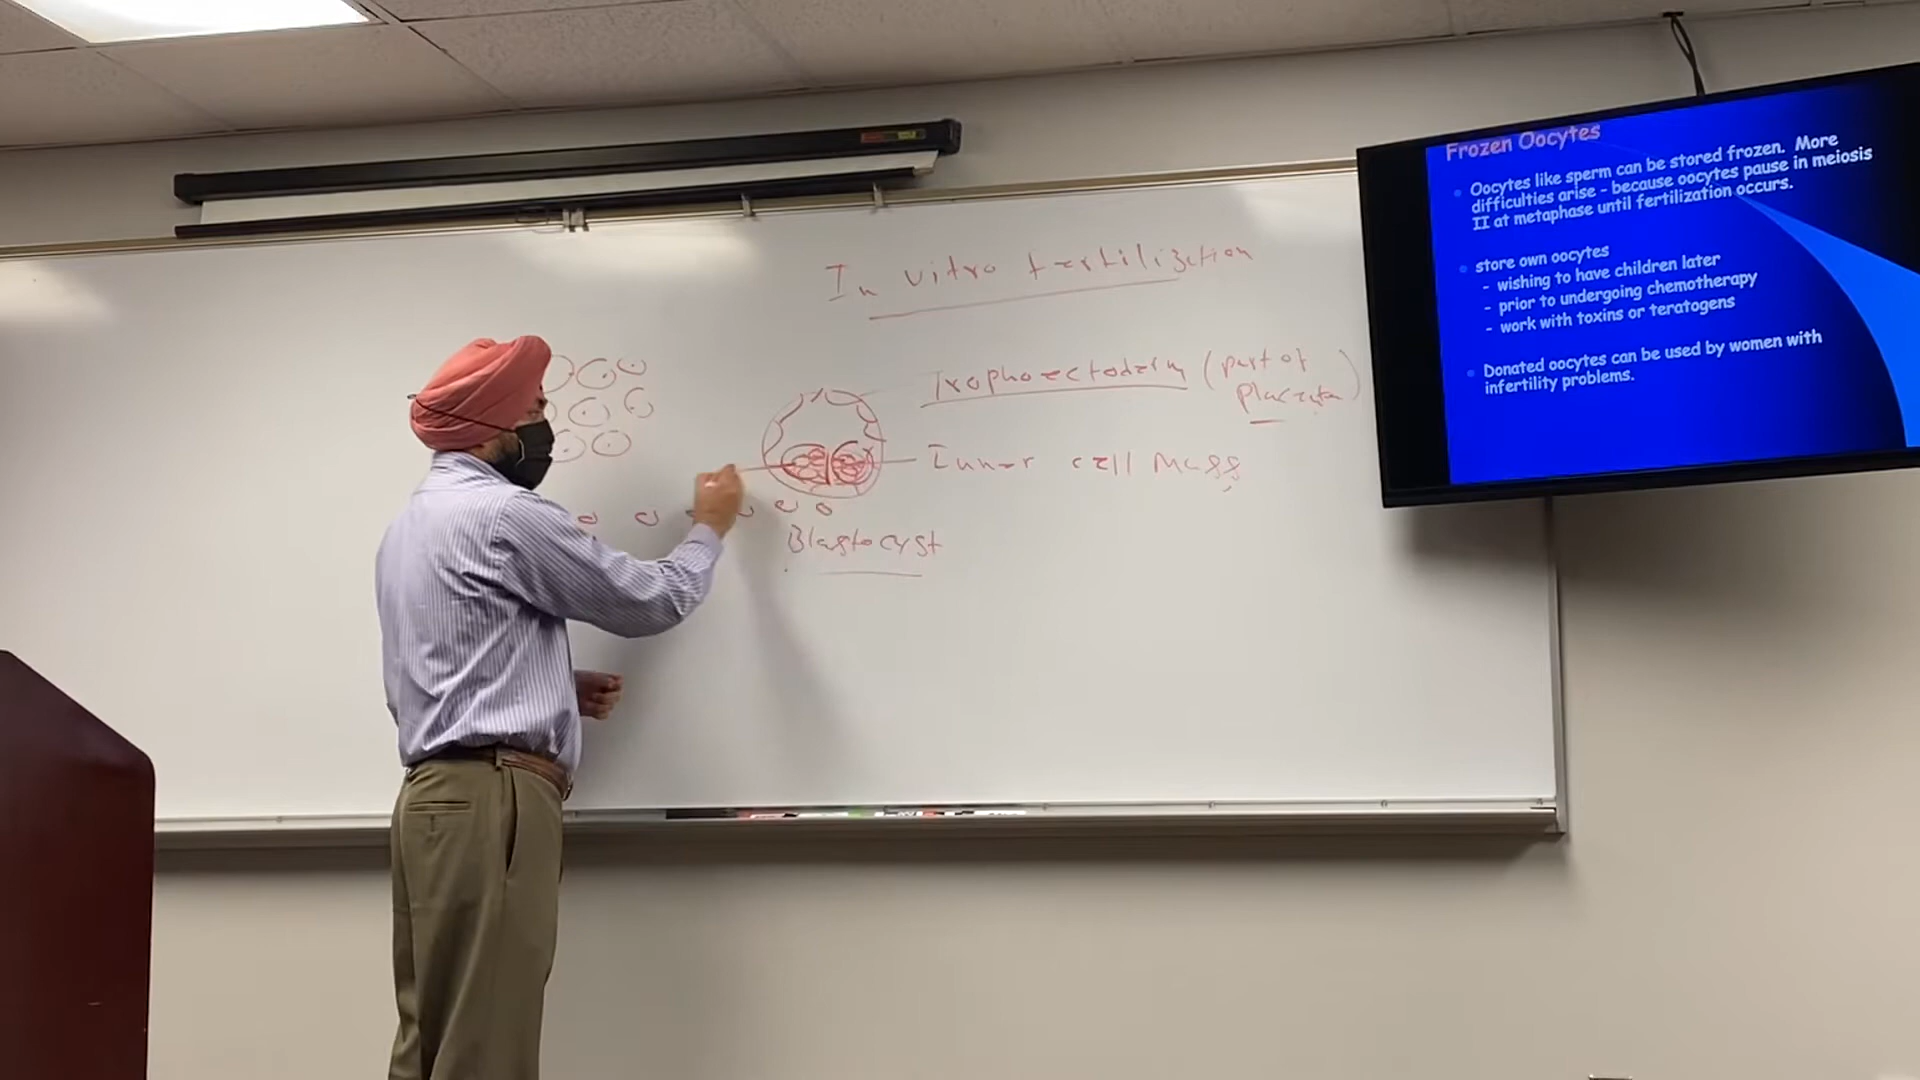 In vitro fertilization
Trophoectoderm (part of
placenta)
Inner cell Mass
Blastocyst
Frozen Oocytes
Oocytes like sperm can be stored frozen. More
difficulties arise - because oocytes pause in meiosis
II at metaphase until fertilization occurs.
store own oocytes
- wishing to have children later
- prior to undergoing chemotherapy
- work with toxins or teratogens
Donated oocytes can be used by women with
infertility problems.